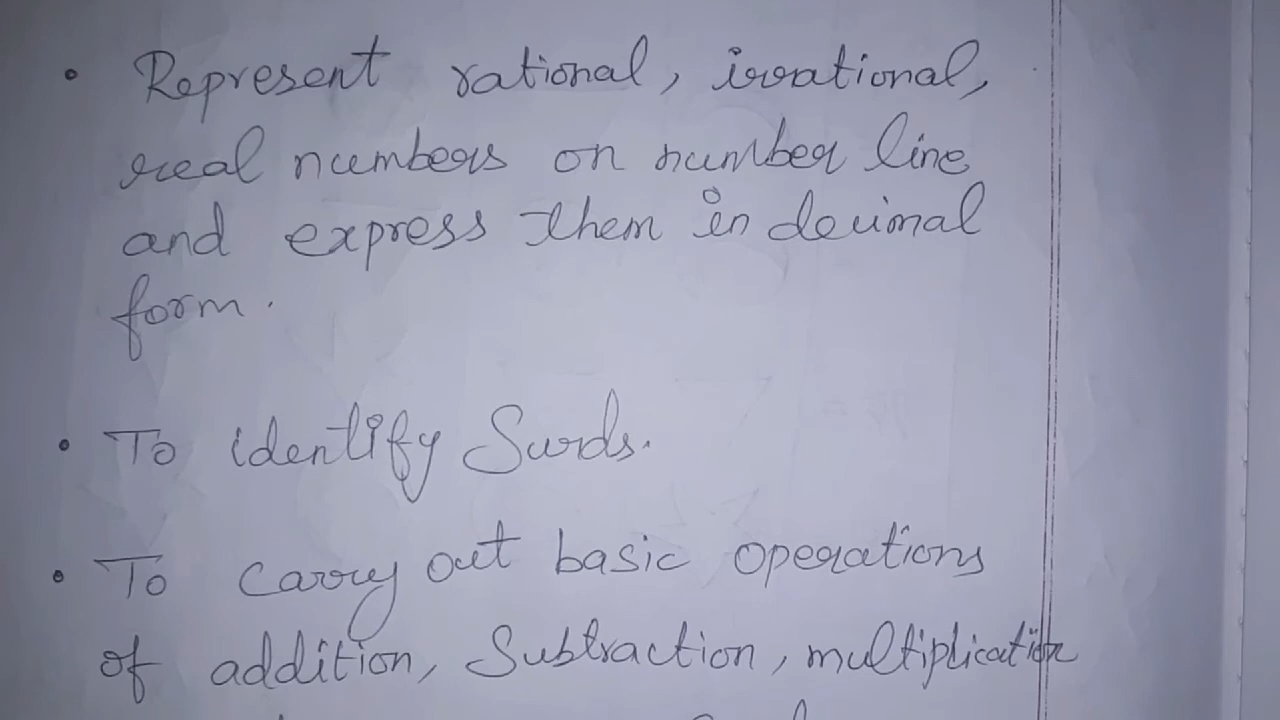 • Represent rational, irrational,
real numbers on number line
and express them in decimal
form.
• To identify Surds.
• To carry out basic operations
of addition, Subtraction, multiplication